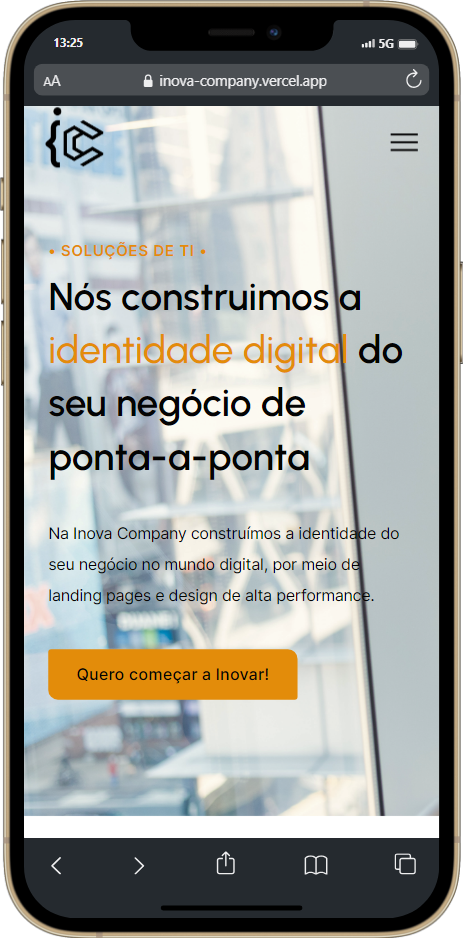 13:25
5G
AA
inova-company.vercel.app
{ic
• SOLUÇÕES DE TI •
Nós construimos a
identidade digital do
seu negócio de
ponta-a-ponta
Na Inova Company construímos a identidade do
seu negócio no mundo digital, por meio de
landing pages e design de alta performance.
Quero começar a Inovar!